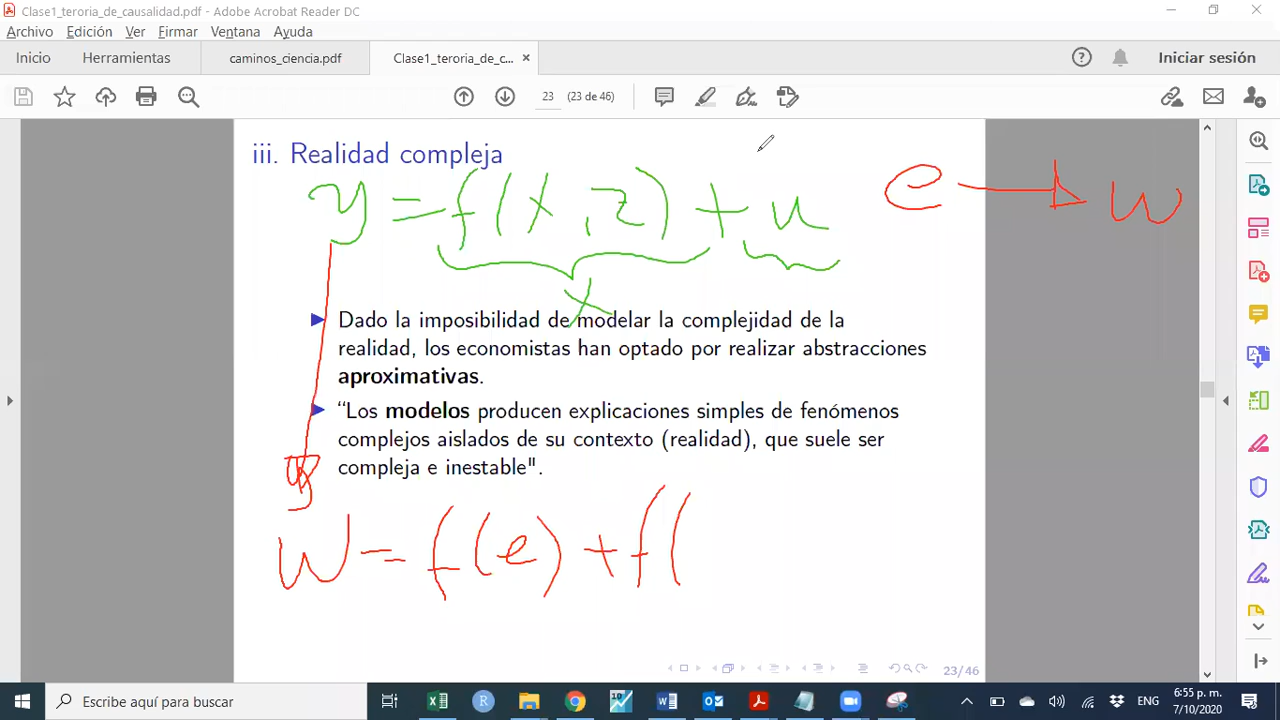 Clase1_teroria_de_causalidad.pdf - Adobe Acrobat Reader DC
Archivo Edición Ver Firmar Ventana Ayuda
Inicio Herramientas caminos_ciencia.pdf Clase1_teroria_de_c... × Iniciar sesión
23 (23 de 46)
iii. Realidad compleja
y = f(x,z) + u
e → w
x
Dado la imposibilidad de modelar la complejidad de la
realidad, los economistas han optado por realizar abstracciones
aproximativas.
“Los modelos producen explicaciones simples de fenómenos
complejos aislados de su contexto (realidad), que suele ser
compleja e inestable".
w = f(e) + f(
23/46
Escribe aquí para buscar
ENG
6:55 p. m.
7/10/2020